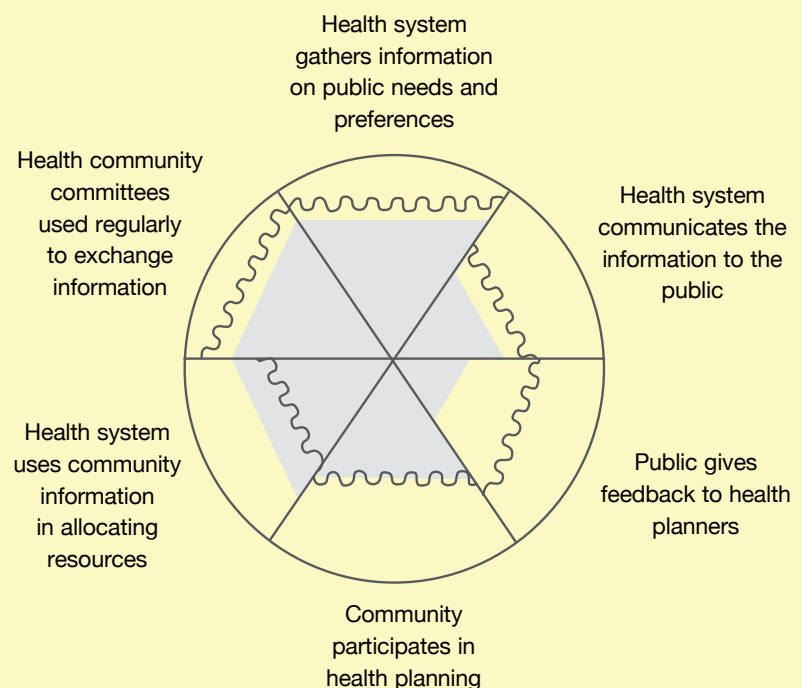 Health system
gathers information
on public needs and
preferences
Health community
committees
used regularly
to exchange
information
Health system
communicates the
information to the
public
Health system
uses community
information
in allocating
resources
Public gives
feedback to health
planners
Community
participates in
health planning